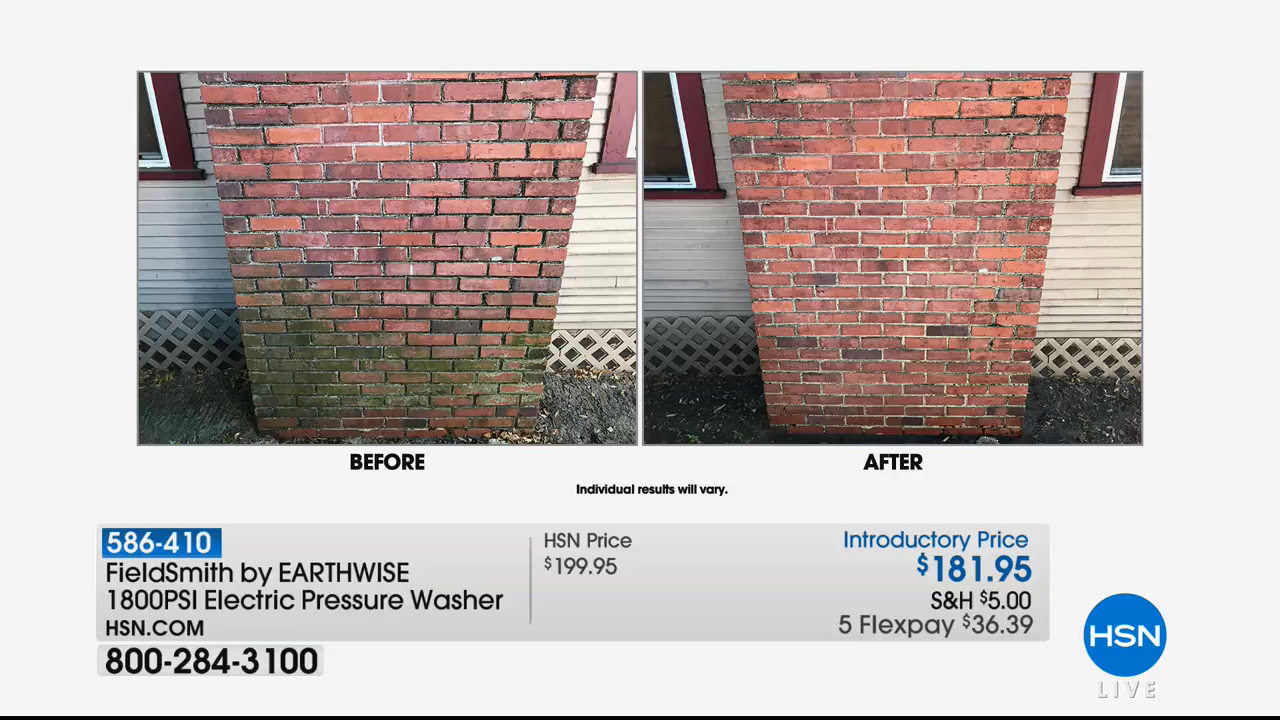 BEFORE
AFTER
Individual results will vary.
586-410
FieldSmith by EARTHWISE
1800PSI Electric Pressure Washer
HSN.COM
800-284-3100
HSN Price
$199.95
Introductory Price
$181.95
S&H $5.00
5 Flexpay $36.39
HSN
LIVE